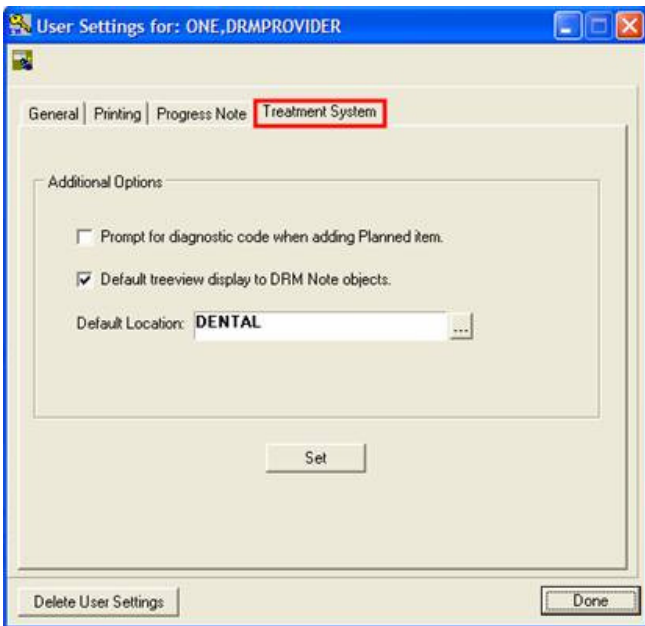 User Settings for: ONE,DRMPROVIDER
General Printing Progress Note Treatment System
Additional Options
Prompt for diagnostic code when adding Planned item.
Default treeview display to DRM Note objects.
Default Location: DENTAL ...
Set
Delete User Settings Done